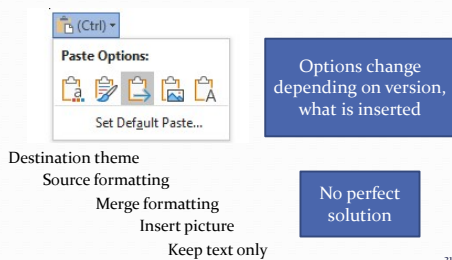 (Ctrl)
Paste Options:
a
A
Set Default Paste...
Options change
depending on version,
what is inserted
Destination theme
Source formatting
Merge formatting
Insert picture
Keep text only
No perfect
solution